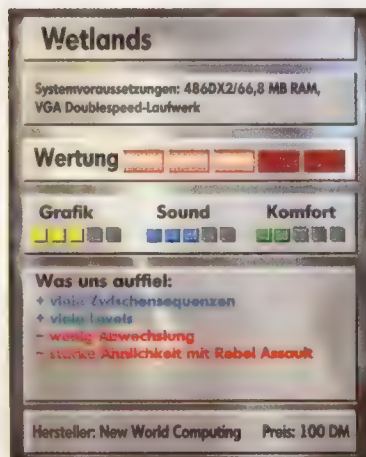 Wetlands
Systemvoraussetzungen: 486DX2/66,8 MB RAM,
VGA Doublespeed-Laufwerk
Wertung
Grafik Sound Komfort
Was uns auffiel:
+ viele Zwischensequenzen
+ viele Levels
- wenig Abwechslung
- starke Ähnlichkeit mit Rebel Assault
Hersteller: New World Computing Preis: 100 DM